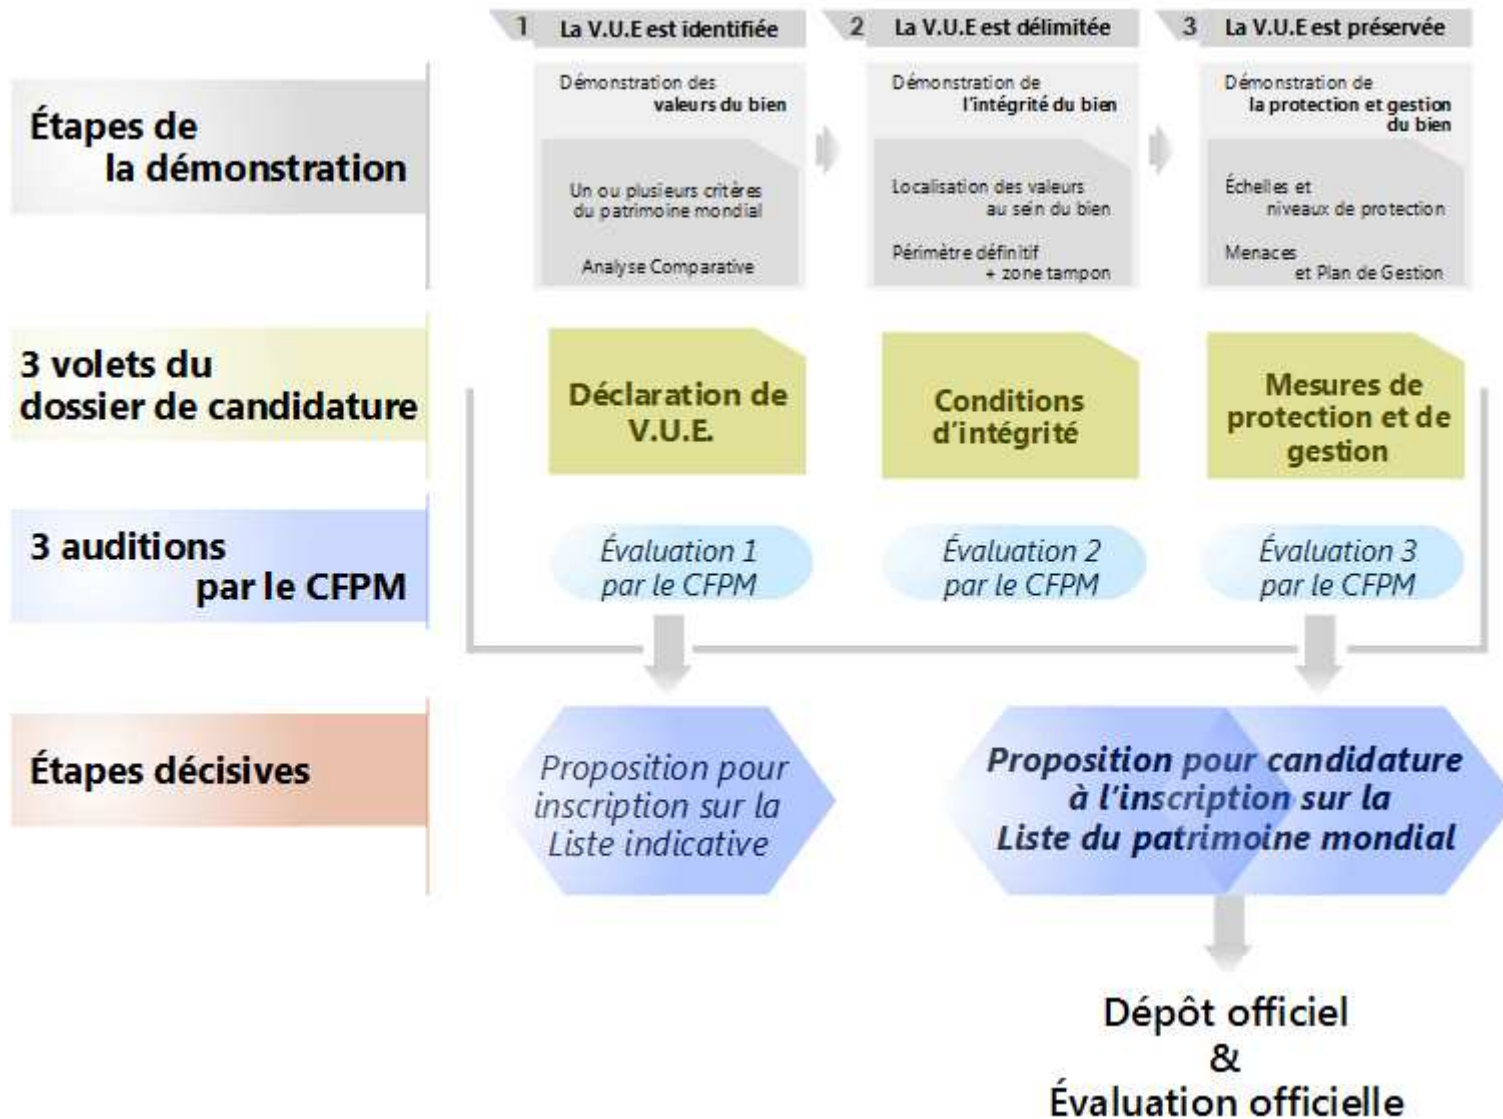 1 La V.U.E est identifiée
2 La V.U.E est délimitée
3 La V.U.E est préservée
Étapes de
la démonstration
Démonstration des
valeurs du bien
Un ou plusieurs critères
du patrimoine mondial
Analyse Comparative
Démonstration de
l'intégrité du bien
Localisation des valeurs
au sein du bien
Périmètre définitif
+ zone tampon
Démonstration de
la protection et gestion
du bien
Échelles et
niveaux de protection
Menaces
et Plan de Gestion
3 volets du
dossier de candidature
Déclaration de
V.U.E.
Conditions
d'intégrité
Mesures de
protection et de
gestion
3 auditions
par le CFPM
Évaluation 1
par le CFPM
Évaluation 2
par le CFPM
Évaluation 3
par le CFPM
Étapes décisives
Proposition pour
inscription sur la
Liste indicative
Proposition pour candidature
à l'inscription sur la
Liste du patrimoine mondial
Dépôt officiel
&
Évaluation officielle